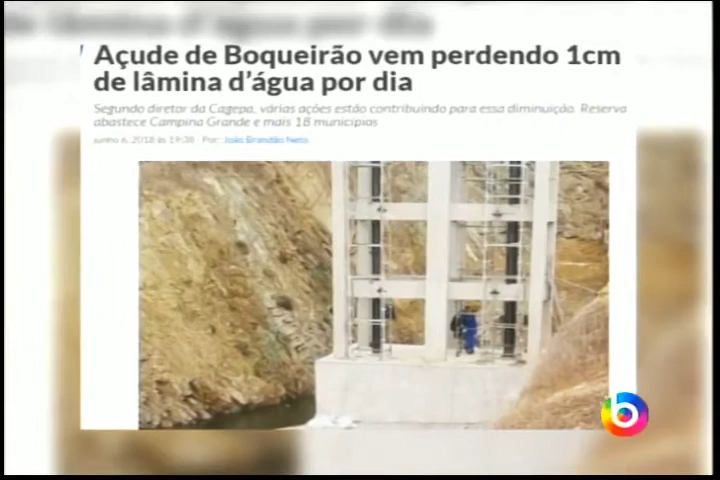 Açude de Boqueirão vem perdendo 1cm
de lâmina d'água por dia
Segundo diretor da Cagepa, várias ações estão contribuindo para essa diminuição. Reserva
abastece Campina Grande e mais 18 municípios
junho 6, 2018 às 19:38 - Por: João Brandão Neto
b